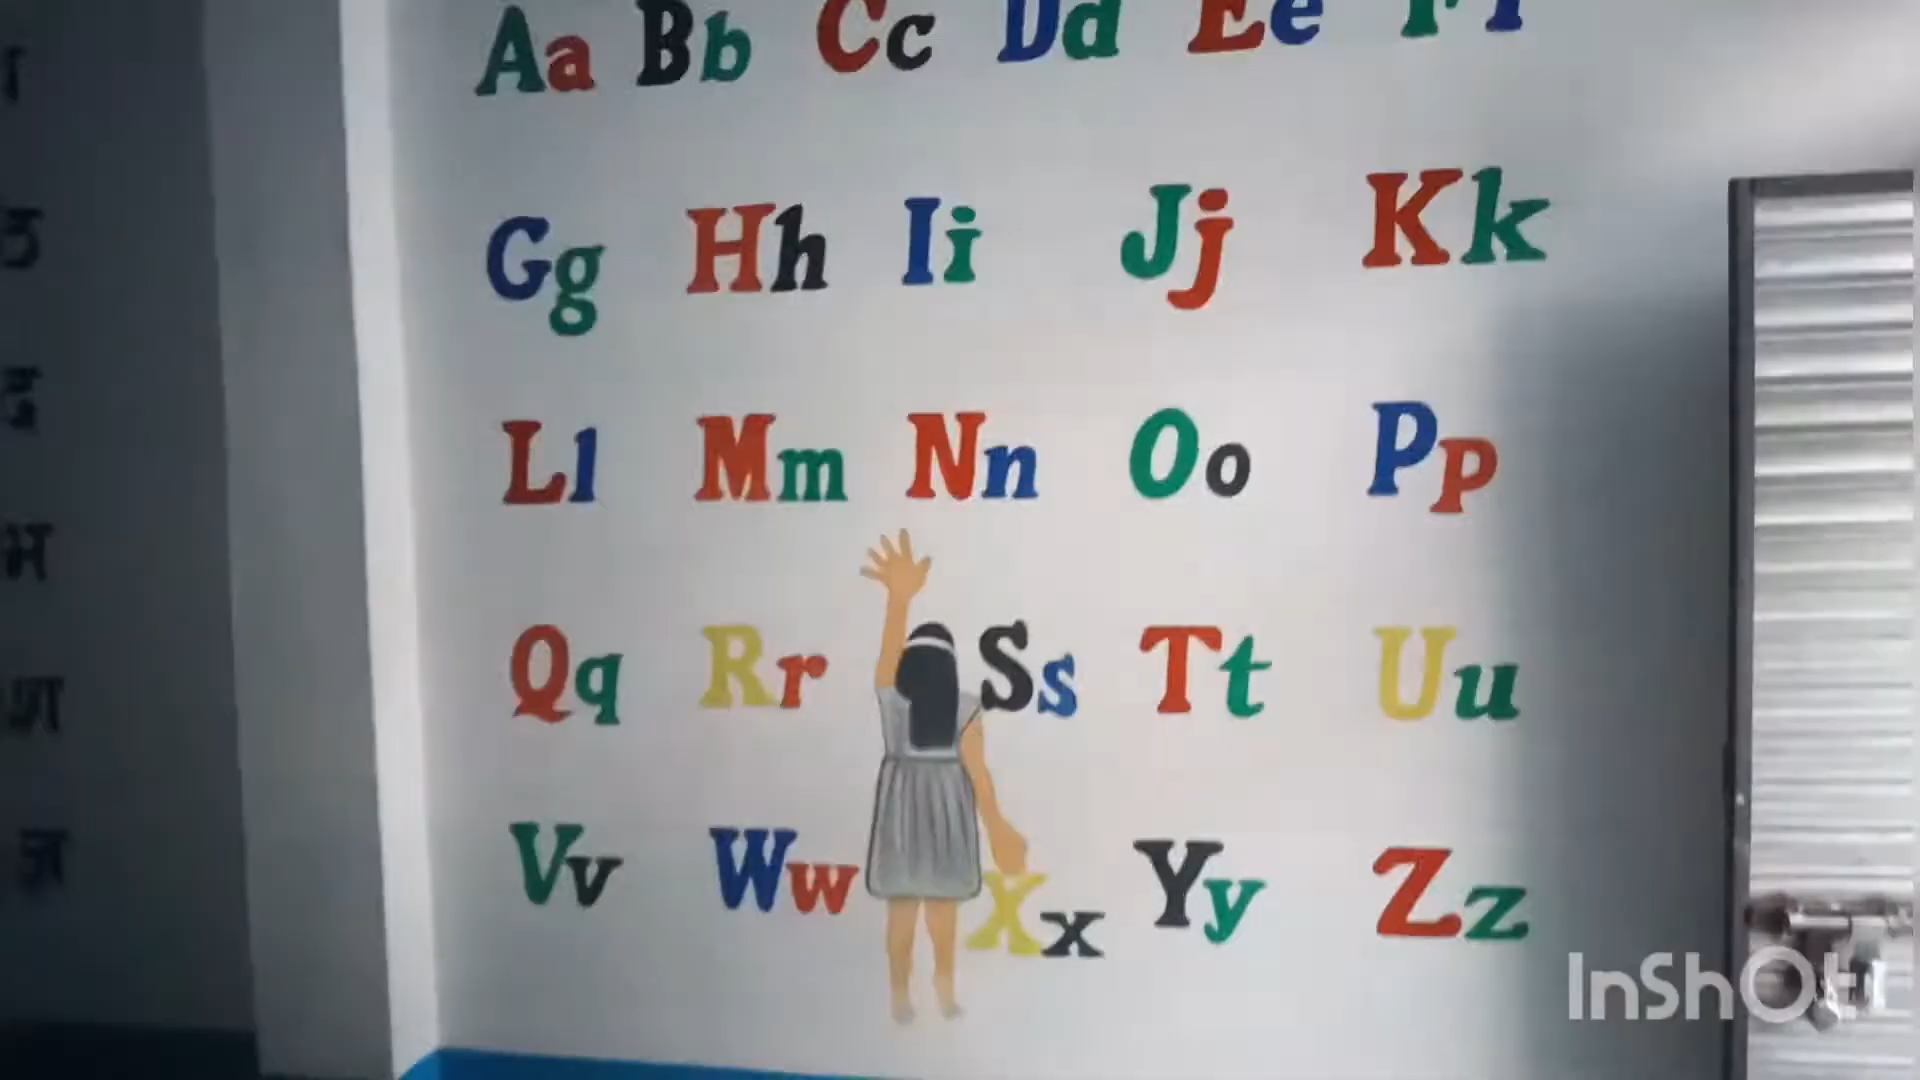 Aa Bb Cc Dd Ee Ff
Gg Hh Ii Jj Kk
Ll Mm Nn Oo Pp
Qq Rr Ss Tt Uu
Vv Ww Xx Yy Zz
ठ
द
भ
ञ
InShOt